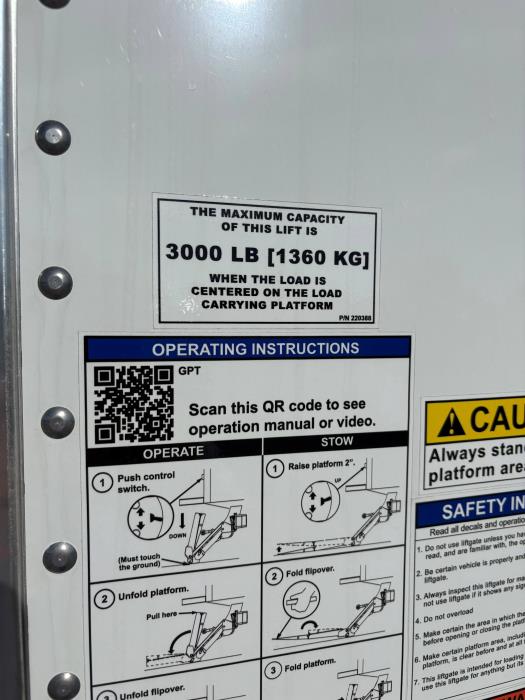 THE MAXIMUM CAPACITY
OF THIS LIFT IS
3000 LB [1360 KG]
WHEN THE LOAD IS
CENTERED ON THE LOAD
CARRYING PLATFORM
P/N 220388
OPERATING INSTRUCTIONS
GPT
Scan this QR code to see
operation manual or video.
OPERATE
1 Push control
switch.
DOWN
(Must touch
the ground)
2 Unfold platform.
Pull here
3 Unfold flipover.
STOW
1 Raise platform 2".
UP
2 Fold flipover.
3 Fold platform.
CAU
Always stan
platform area
SAFETY IN
Read all decals and operatio
1. Do not use liftgate unless you hav
read, and are familiar with, the op
2. Be certain vehicle is properly and
liftgate.
3. Always inspect this liftgate for
not use liftgate if it shows any sig
4. Do not overload
5. Make certain the area in which the
before opening or closing the plat
6. Make certain platform area, includ
platform, is clear before and at all
7. This liftgate is intended for loading
use this liftgate for anything but